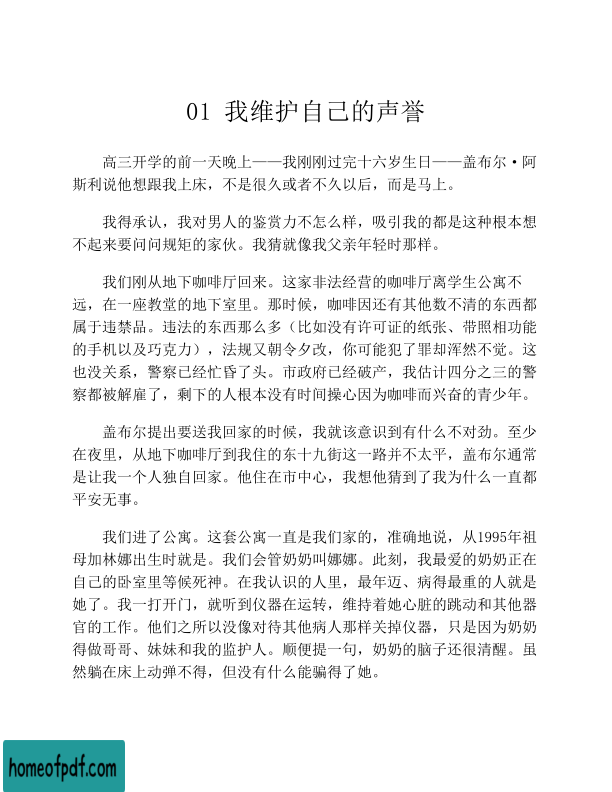 01 我维护自己的声誉
高三开学的前一天晚上——我刚刚过完十六岁生日——盖布尔·阿
斯利说他想跟我上床，不是很久或者不久以后，而是马上。
我得承认，我对男人的鉴赏力不怎么样，吸引我的都是这种根本想
不起来要问问规矩的家伙。我猜就像我父亲年轻时那样。
我们刚从地下咖啡厅回来。这家非法经营的咖啡厅离学生公寓不
远，在一座教堂的地下室里。那时候，咖啡因还有其他数不清的东西都
属于违禁品。违法的东西那么多（比如没有许可证的纸张、带照相功能
的手机以及巧克力），法规又朝令夕改，你可能犯了罪却浑然不觉。这
也没关系，警察已经忙昏了头。市政府已经破产，我估计四分之三的警
察都被解雇了，剩下的人根本没有时间操心因为咖啡而兴奋的青少年。
盖布尔提出要送我回家的时候，我就该意识到有什么不对劲。至少
在夜里，从地下咖啡厅到我住的东十九街这一路并不太平，盖布尔通常
是让我一个人独自回家。他住在市中心，我想他猜到了我为什么一直都
平安无事。
我们进了公寓。这套公寓一直是我们家的，准确地说，从1995年祖
母加林娜出生时就是。我们会管奶奶叫娜娜。此刻，我最爱的奶奶正在
自己的卧室里等候死神。在我认识的人里，最年迈、病得最重的人就是
她了。我一打开门，就听到仪器在运转，维持着她心脏的跳动和其他器
官的工作。他们之所以没像对待其他病人那样关掉仪器，只是因为奶奶
得做哥哥、妹妹和我的监护人。顺便提一句，奶奶的脑子还很清醒。虽
然躺在床上动弹不得，但没有什么能骗得了她。
homeofpdf.com